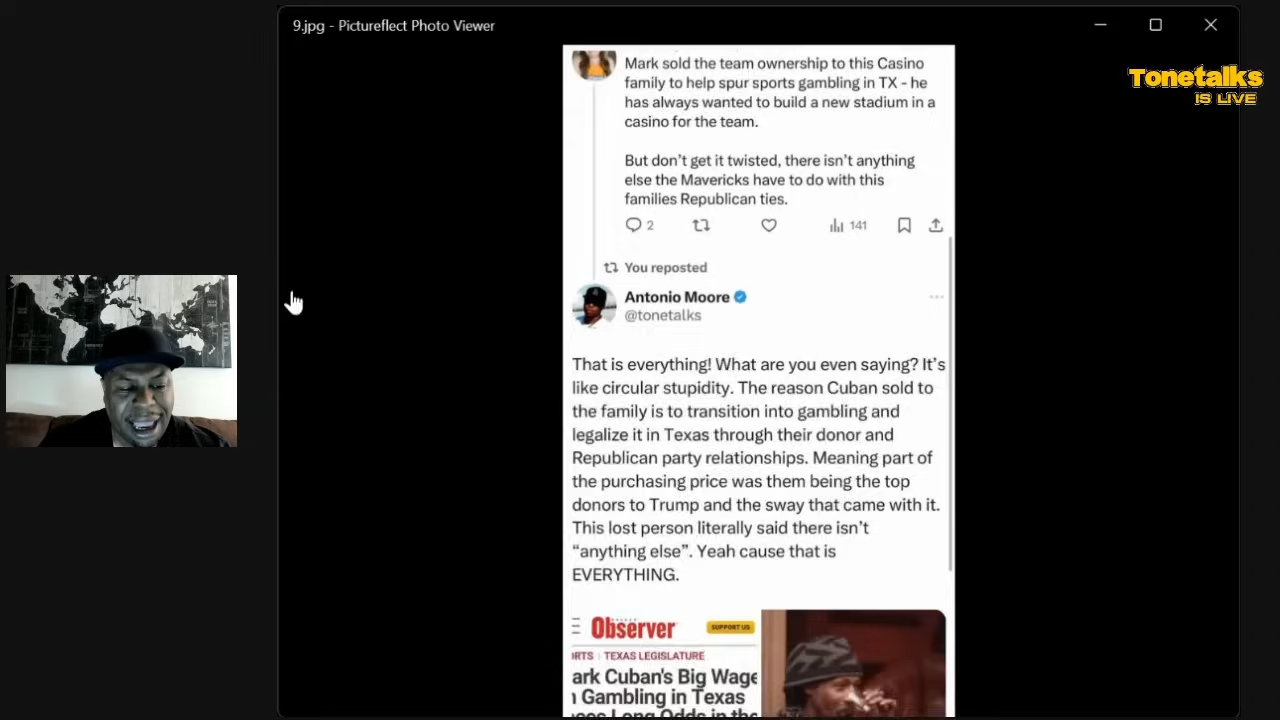 9.jpg - Pictureflect Photo Viewer
Tonetalks
IS LIVE
Mark sold the team ownership to this Casino
family to help spur sports gambling in TX - he
has always wanted to build a new stadium in a
casino for the team.
But don't get it twisted, there isn't anything
else the Mavericks have to do with this
families Republican ties.
2
141
You reposted
Antonio Moore
@tonetalks
That is everything! What are you even saying? It's
like circular stupidity. The reason Cuban sold to
the family is to transition into gambling and
legalize it in Texas through their donor and
Republican party relationships. Meaning part of
the purchasing price was them being the top
donors to Trump and the sway that came with it.
This lost person literally said there isn't
“anything else”. Yeah cause that is
EVERYTHING.
Observer
SUPPORT US
RTS TEXAS LEGISLATURE
ark Cuban's Big Wage
Gambling in Texas
Long Odds in the